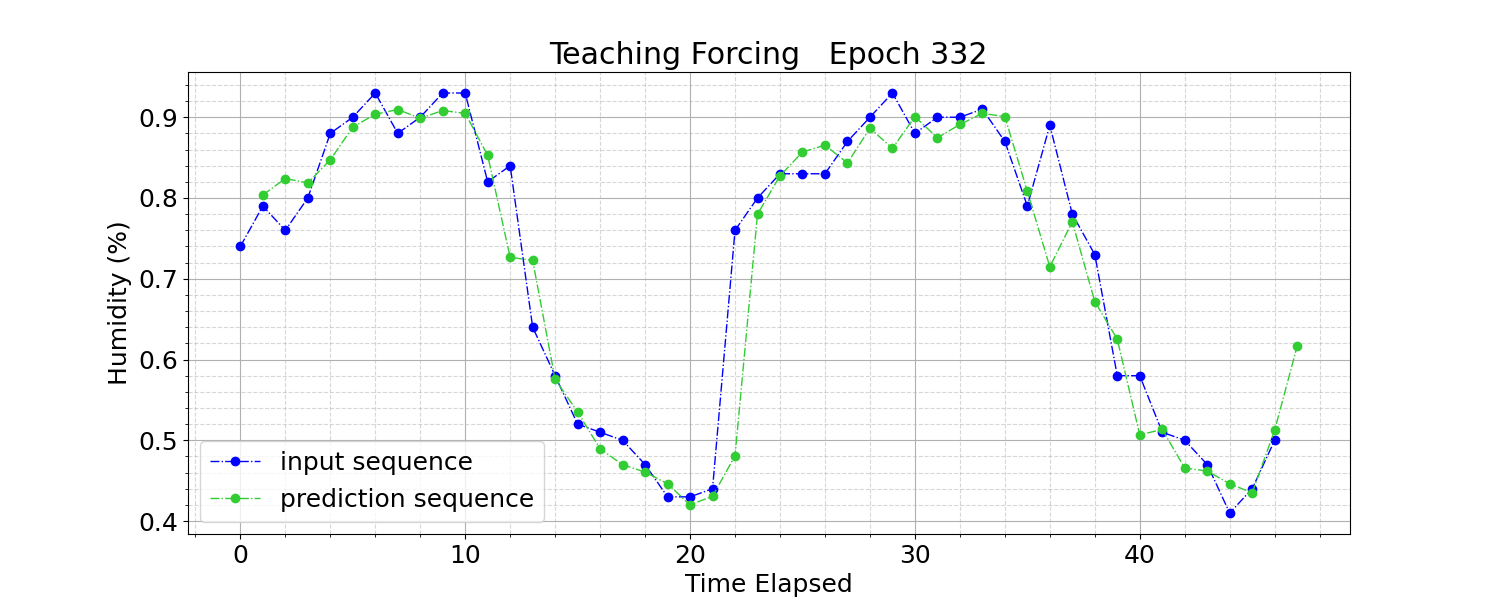 Teaching Forcing   Epoch 332
Humidity (%)
0.9
0.8
0.7
0.6
0.5
0.4
input sequence
prediction sequence
0 10 20 30 40
Time Elapsed